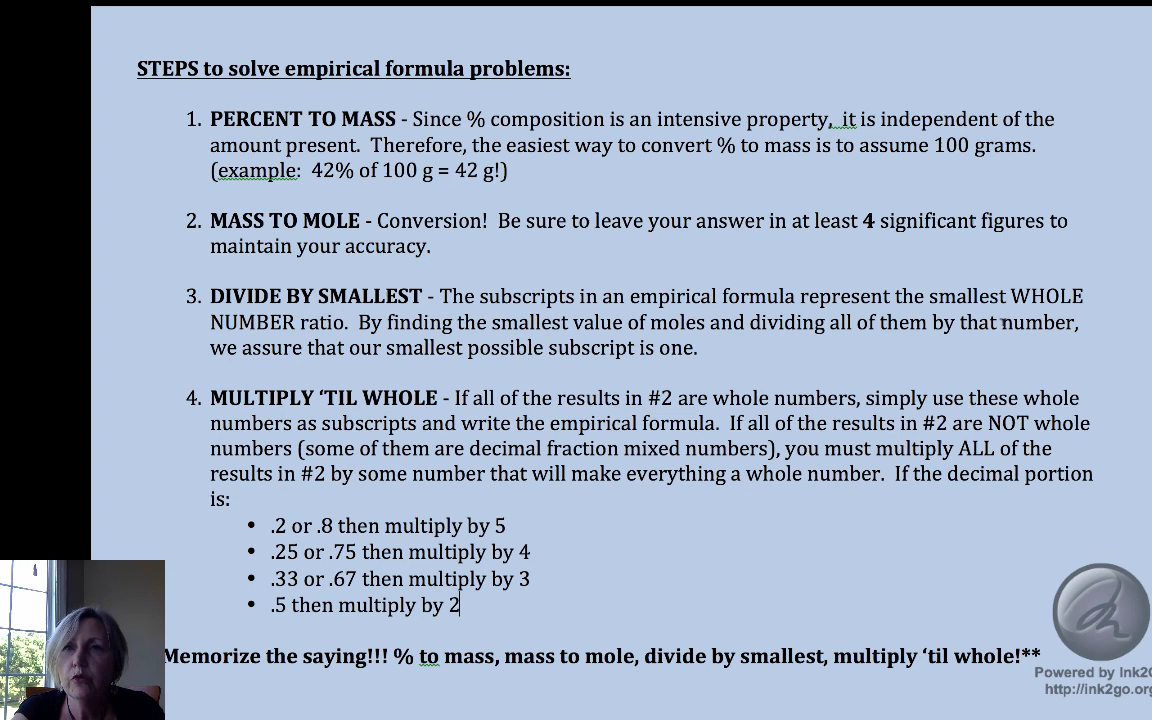 STEPS to solve empirical formula problems:
1. PERCENT TO MASS - Since % composition is an intensive property,  it is independent of the
amount present.  Therefore, the easiest way to convert % to mass is to assume 100 grams.
(example:  42% of 100 g = 42 g!)
2. MASS TO MOLE - Conversion!  Be sure to leave your answer in at least 4 significant figures to
maintain your accuracy.
3. DIVIDE BY SMALLEST - The subscripts in an empirical formula represent the smallest WHOLE
NUMBER ratio.  By finding the smallest value of moles and dividing all of them by that number,
we assure that our smallest possible subscript is one.
4. MULTIPLY ‘TIL WHOLE - If all of the results in #2 are whole numbers, simply use these whole
numbers as subscripts and write the empirical formula.  If all of the results in #2 are NOT whole
numbers (some of them are decimal fraction mixed numbers), you must multiply ALL of the
results in #2 by some number that will make everything a whole number.  If the decimal portion
is:
• .2 or .8 then multiply by 5
• .25 or .75 then multiply by 4
• .33 or .67 then multiply by 3
• .5 then multiply by 2
Memorize the saying!!! % to mass, mass to mole, divide by smallest, multiply ‘til whole!**
Powered by Ink2G
http://ink2go.org